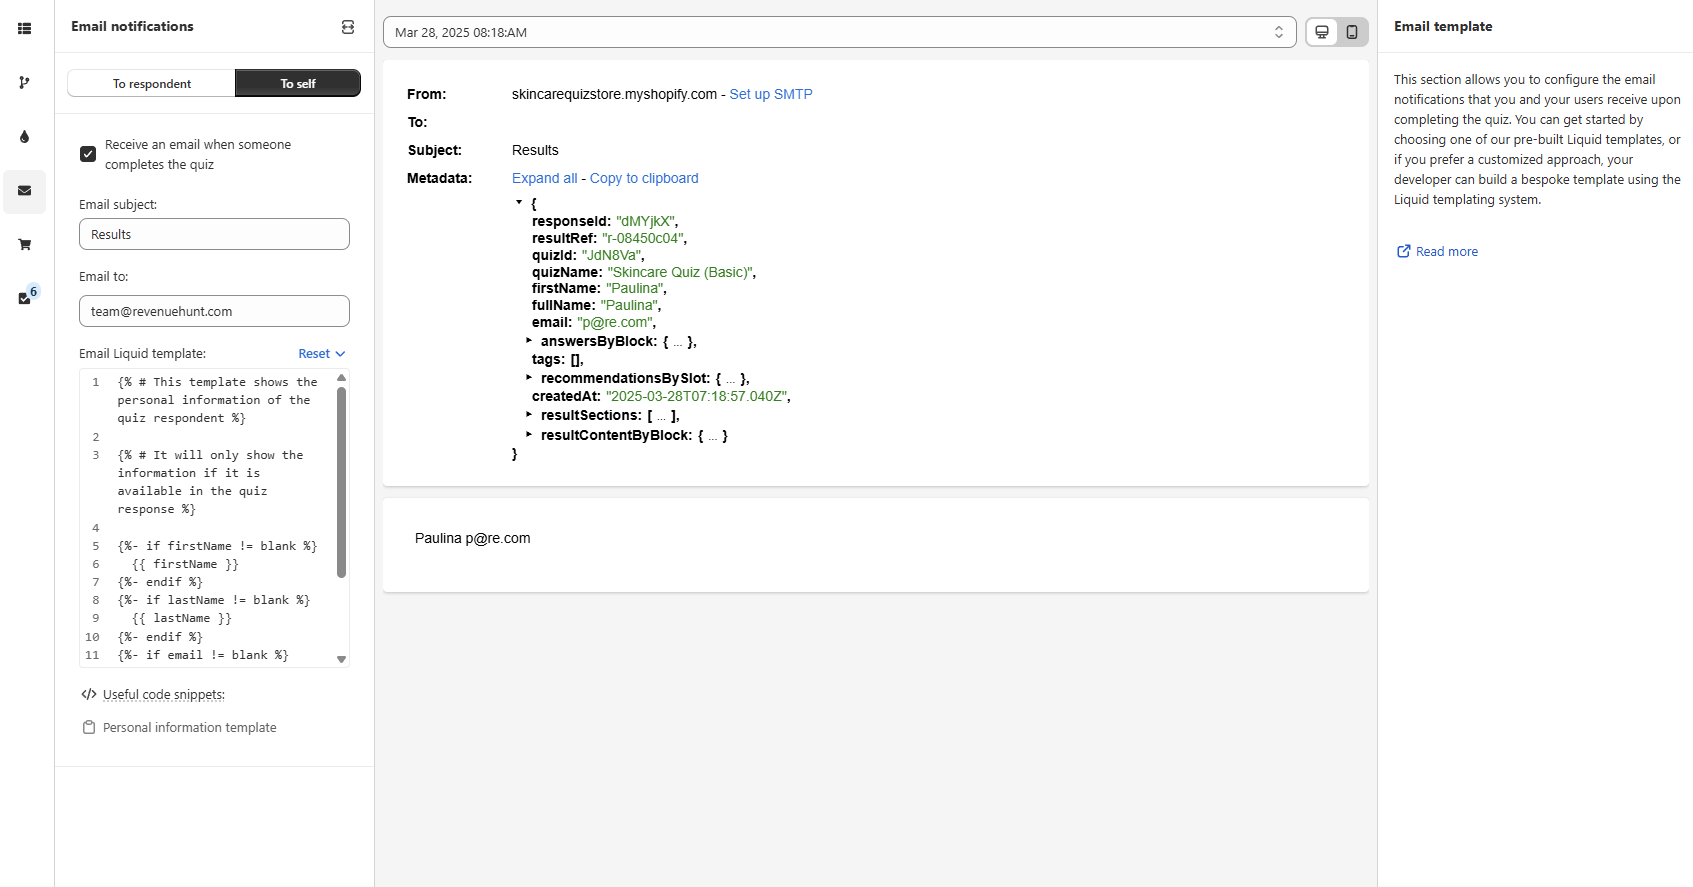 Email notifications
To respondent
To self
Receive an email when someone
completes the quiz
Email subject:
Results
Email to:
team@revenuehunt.com
Email Liquid template:
Reset
1 {% # This template shows the
personal information of the
quiz respondent %}
2
3 {% # It will only show the
information if it is
available in the quiz
response %}
4
5 {%- if firstName != blank %}
6 {{ firstName }}
7 {%- endif %}
8 {%- if lastName != blank %}
9 {{ lastName }}
10 {%- endif %}
11 {%- if email != blank %}
Useful code snippets:
Personal information template
6
Mar 28, 2025 08:18:AM
From: skincarequizstore.myshopify.com - Set up SMTP
To:
Subject: Results
Metadata: Expand all - Copy to clipboard
{
responseId: "dMYjkX",
resultRef: "r-08450c04",
quizId: "JdN8Va",
quizName: "Skincare Quiz (Basic)",
firstName: "Paulina",
fullName: "Paulina",
email: "p@re.com",
answersByBlock: { ... },
tags: [],
recommendationsBySlot: { ... },
createdAt: "2025-03-28T07:18:57.040Z",
resultSections: [ ... ],
resultContentByBlock: { ... }
}
Paulina p@re.com
Email template
This section allows you to configure the email
notifications that you and your users receive upon
completing the quiz. You can get started by
choosing one of our pre-built Liquid templates, or
if you prefer a customized approach, your
developer can build a bespoke template using the
Liquid templating system.
Read more